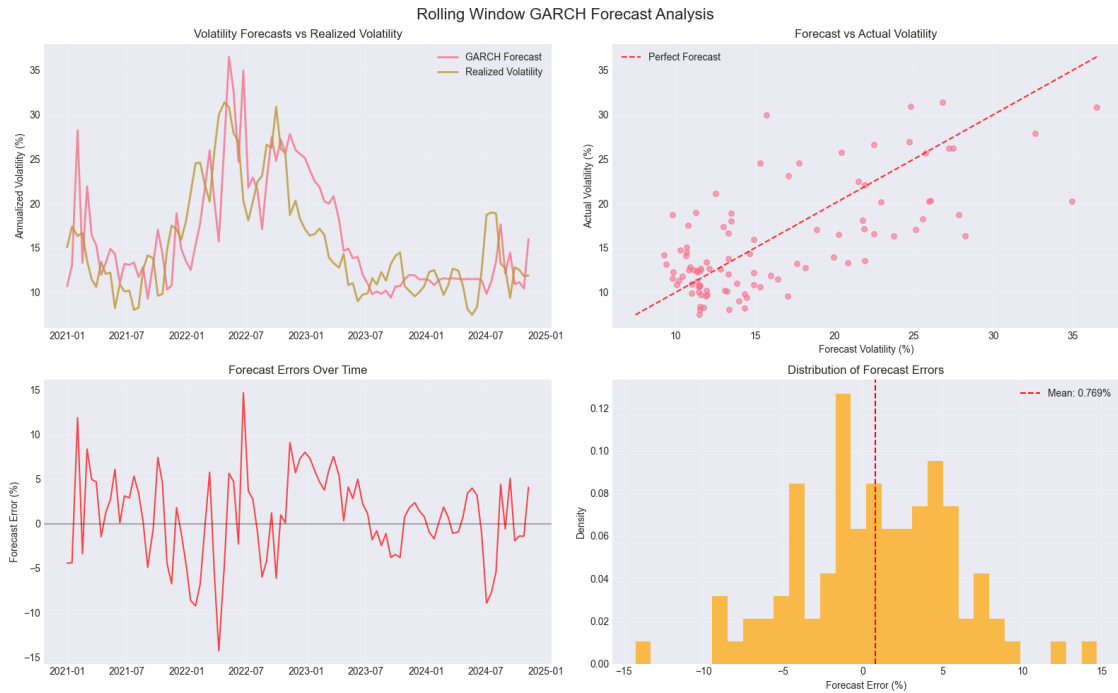 Rolling Window GARCH Forecast Analysis
Volatility Forecasts vs Realized Volatility
GARCH Forecast
Realized Volatility
Annualized Volatility (%)
35
30
25
20
15
10
2021-01 2021-07 2022-01 2022-07 2023-01 2023-07 2024-01 2024-07 2025-01
Forecast vs Actual Volatility
Perfect Forecast
Actual Volatility (%)
35
30
25
20
15
10
10 15 20 25 30 35
Forecast Volatility (%)
Forecast Errors Over Time
Forecast Error (%)
15
10
5
0
−5
−10
−15
2021-01 2021-07 2022-01 2022-07 2023-01 2023-07 2024-01 2024-07 2025-01
Distribution of Forecast Errors
Mean: 0.769%
Density
0.12
0.10
0.08
0.06
0.04
0.02
0.00
−15 −10 −5 0 5 10 15
Forecast Error (%)